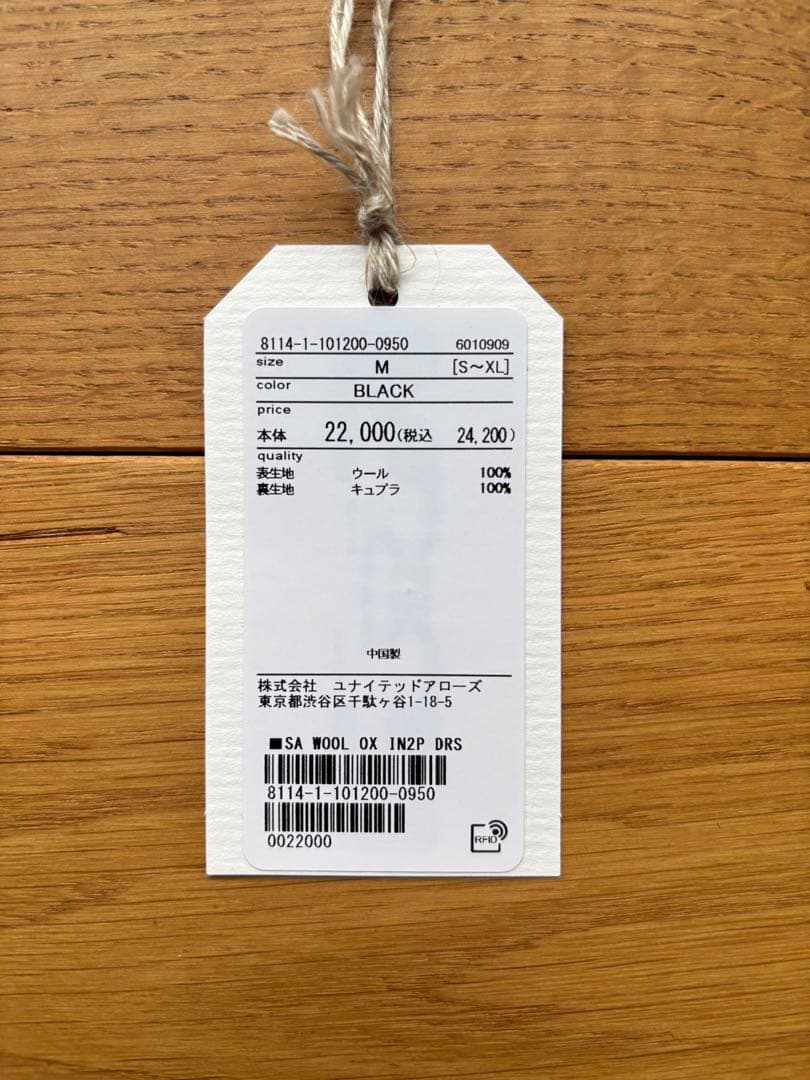 8114-1-101200-0950 6010909
size M [S～XL]
color BLACK
price
本体 22,000(税込 24,200)
quality
表生地 ウール 100%
裏生地 キュプラ 100%
中国製
株式会社 ユナイテッドアローズ
東京都渋谷区千駄ヶ谷1-18-5
■SA WOOL OX IN2P DRS
8114-1-101200-0950
0022000
RFID